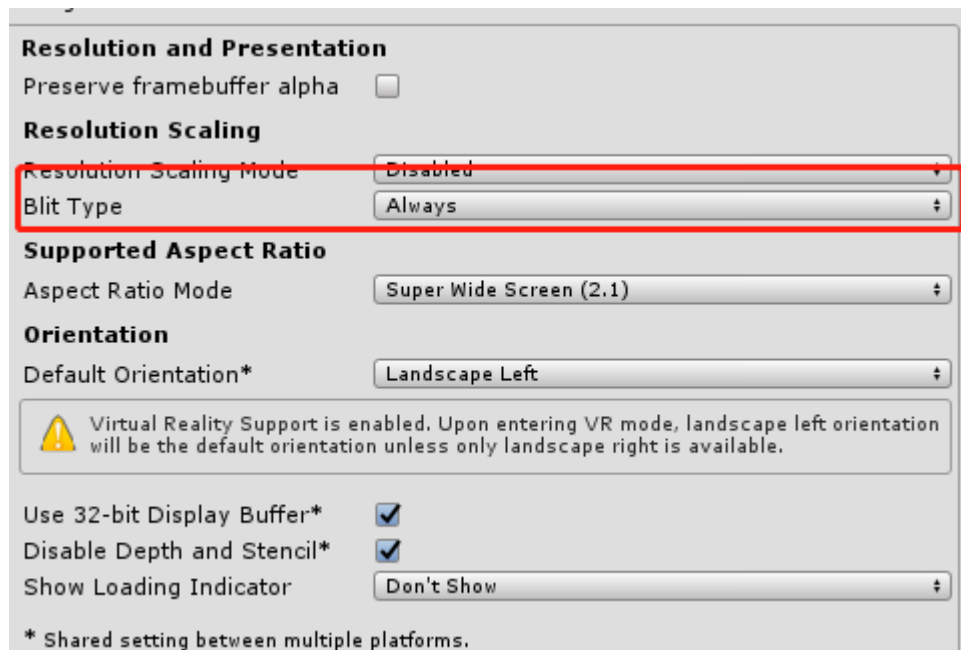 Resolution and Presentation
Preserve framebuffer alpha
Resolution Scaling
Resolution Scaling Mode Disabled
Blit Type Always
Supported Aspect Ratio
Aspect Ratio Mode Super Wide Screen (2.1)
Orientation
Default Orientation* Landscape Left
Virtual Reality Support is enabled. Upon entering VR mode, landscape left orientation
will be the default orientation unless only landscape right is available.
Use 32-bit Display Buffer*
Disable Depth and Stencil*
Show Loading Indicator Don't Show
* Shared setting between multiple platforms.